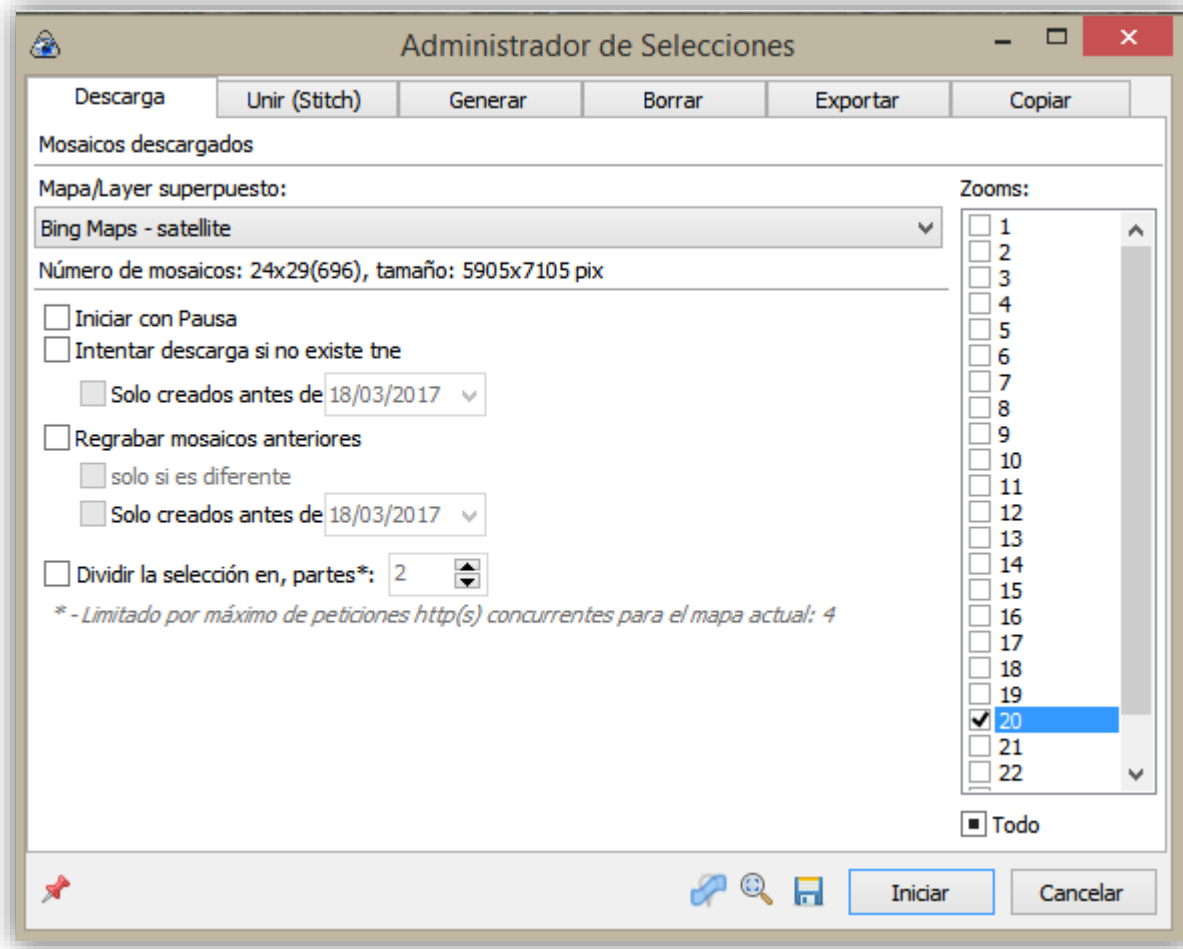 Administrador de Selecciones
Descarga Unir (Stitch) Generar Borrar Exportar Copiar
Mosaicos descargados
Mapa/Layer superpuesto:
Bing Maps - satellite
Número de mosaicos: 24x29(696), tamaño: 5905x7105 pix
Iniciar con Pausa
Intentar descarga si no existe tne
Solo creados antes de 18/03/2017
Regrabar mosaicos anteriores
solo si es diferente
Solo creados antes de 18/03/2017
Dividir la selección en, partes*: 2
* - Limitado por máximo de peticiones http(s) concurrentes para el mapa actual: 4
Zooms:
1
2
3
4
5
6
7
8
9
10
11
12
13
14
15
16
17
18
19
20
21
22
Todo
Iniciar Cancelar